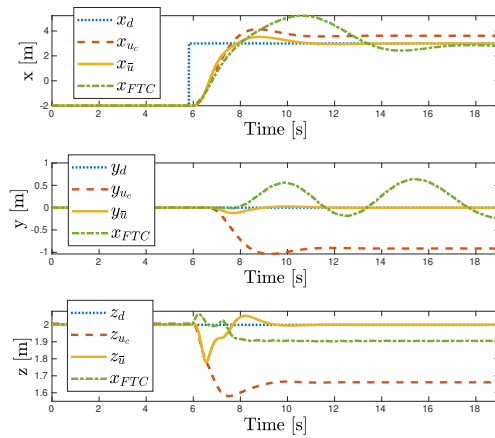 x_d
x_{u_c}
x_{\bar{u}}
x_{FTC}
4
2
0
-2
x [m]
0 2 4 6 8 10 12 14 16 18
Time [s]
y_d
y_{u_c}
y_{\bar{u}}
x_{FTC}
1
0.5
0
-0.5
-1
y [m]
0 2 4 6 8 10 12 14 16 18
Time [s]
z_d
z_{u_c}
z_{\bar{u}}
x_{FTC}
2
1.9
1.8
1.7
1.6
z [m]
0 2 4 6 8 10 12 14 16 18
Time [s]